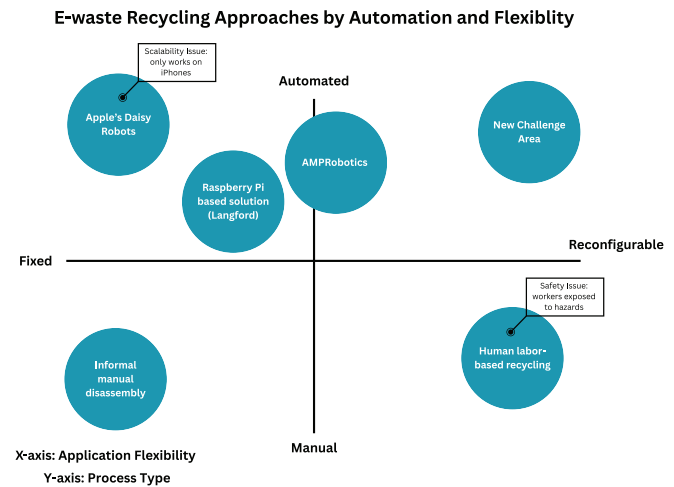 E-waste Recycling Approaches by Automation and Flexiblity
Scalability Issue:
only works on
iPhones
Automated
Apple's Daisy
Robots
New Challenge
Area
AMPRobotics
Raspberry Pi
based solution
(Langford)
Reconfigurable
Fixed
Safety Issue:
workers exposed
to hazards
Human labor-
based recycling
Informal
manual
disassembly
Manual
X-axis: Application Flexibility
Y-axis: Process Type